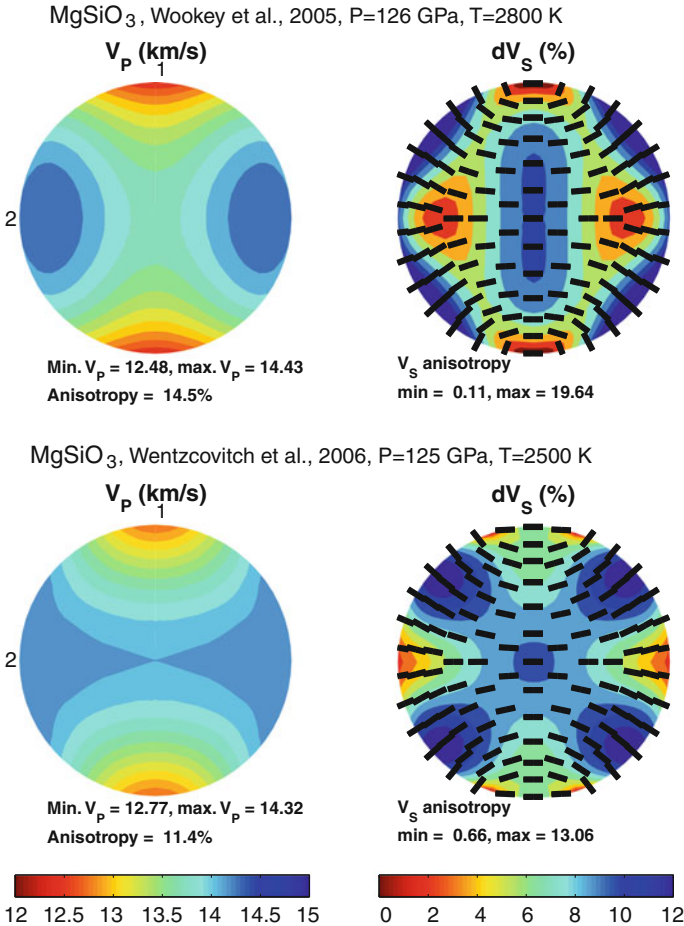 MgSiO3, Wookey et al., 2005, P=126 GPa, T=2800 K
VP (km/s)
dVS (%)
1
2
Min. VP = 12.48, max. VP = 14.43
Anisotropy = 14.5%
VS anisotropy
min = 0.11, max = 19.64
MgSiO3, Wentzcovitch et al., 2006, P=125 GPa, T=2500 K
VP (km/s)
dVS (%)
1
2
Min. VP = 12.77, max. VP = 14.32
Anisotropy = 11.4%
VS anisotropy
min = 0.66, max = 13.06
12 12.5 13 13.5 14 14.5 15
0 2 4 6 8 10 12